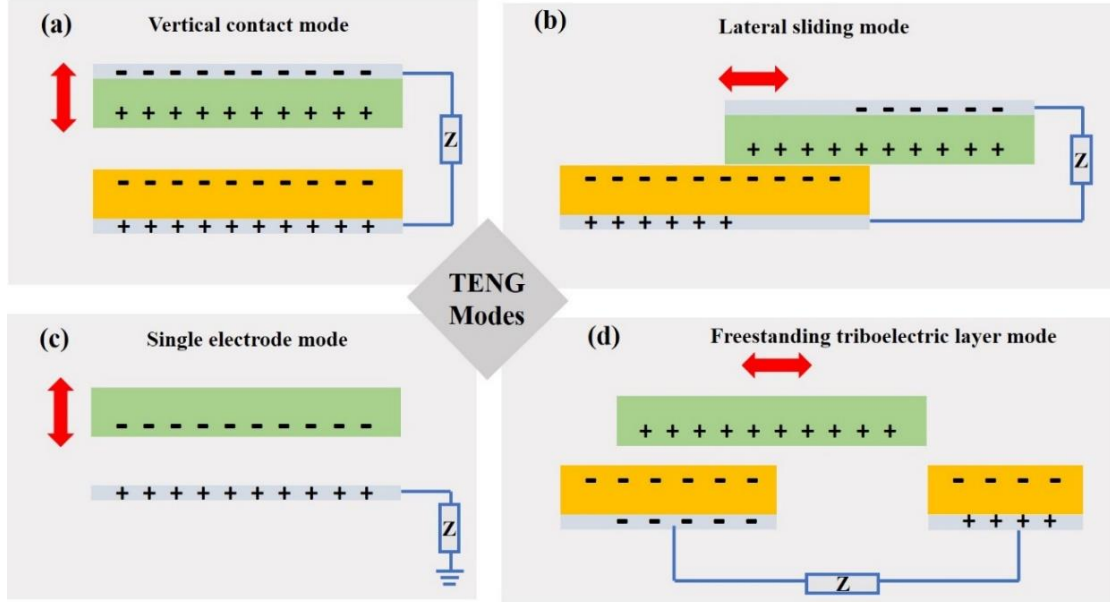 (a) Vertical contact mode
Z
(b) Lateral sliding mode
Z
TENG
Modes
(c) Single electrode mode
Z
(d) Freestanding triboelectric layer mode
Z